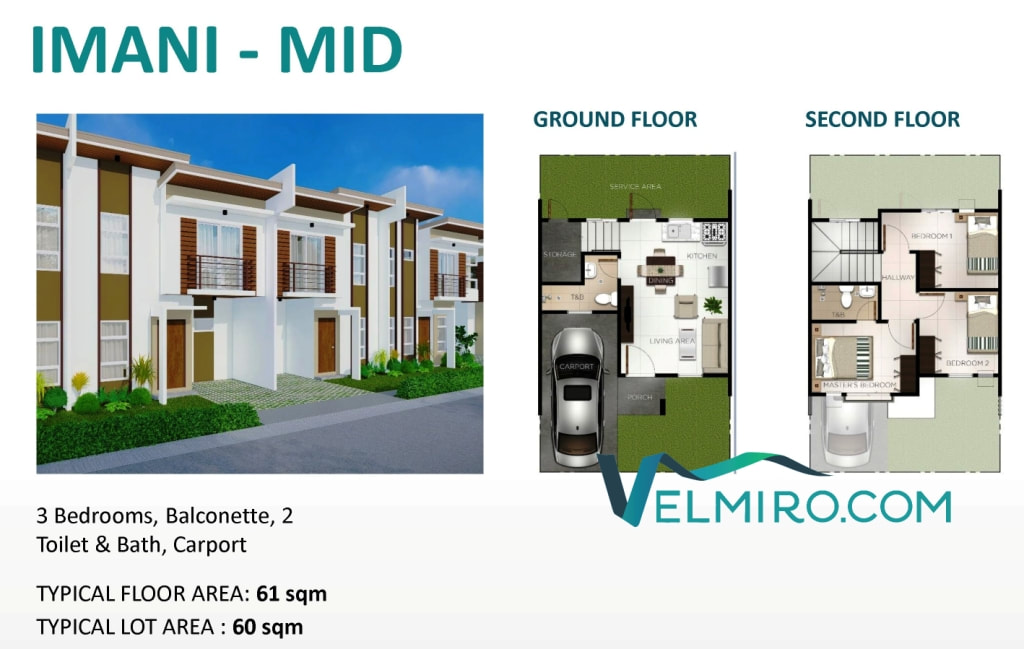 IMANI - MID
GROUND FLOOR
SERVICE AREA
STORAGE
KITCHEN
DINING
T&B
LIVING AREA
CARPORT
PORCH
SECOND FLOOR
BEDROOM 1
HALLWAY
T&B
BEDROOM 2
MASTER'S BEDROOM
VELMIRO.COM
3 Bedrooms, Balconette, 2
Toilet & Bath, Carport
TYPICAL FLOOR AREA: 61 sqm
TYPICAL LOT AREA : 60 sqm